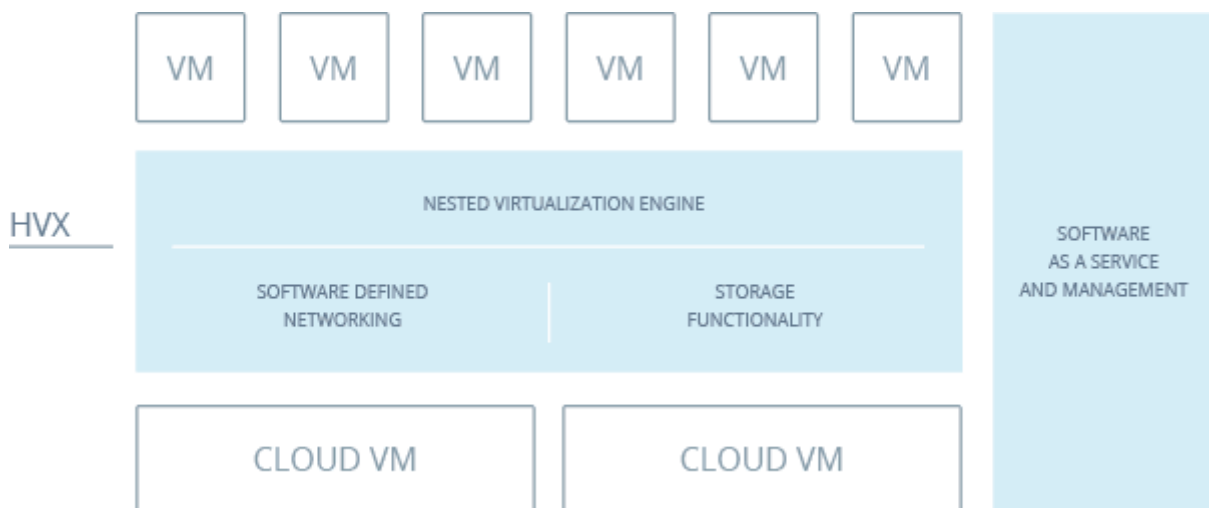 VM VM VM VM VM VM
NESTED VIRTUALIZATION ENGINE
HVX
SOFTWARE DEFINED
NETWORKING
STORAGE
FUNCTIONALITY
CLOUD VM CLOUD VM
SOFTWARE
AS A SERVICE
AND MANAGEMENT